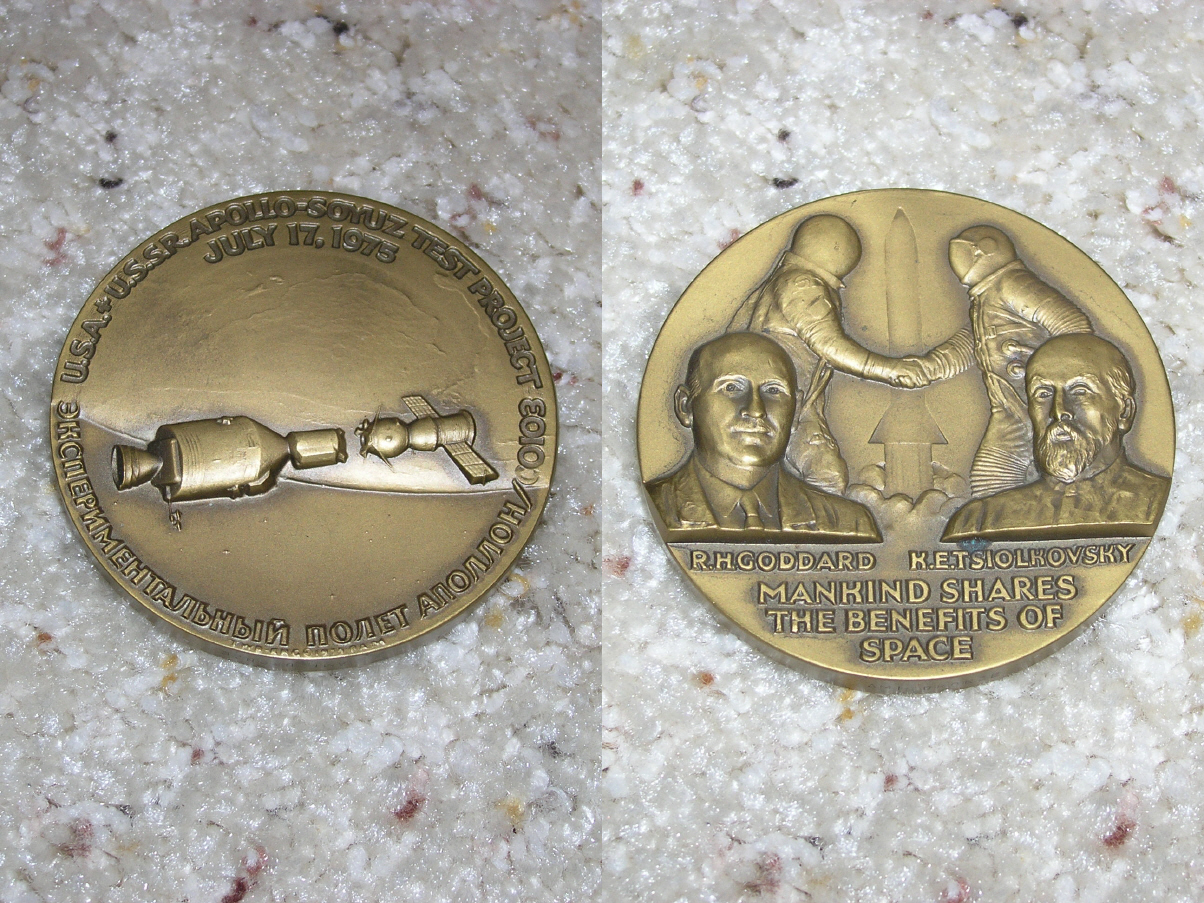 U.S.A.+U.S.S.R. APOLLO-SOYUZ TEST PROJECT
JULY 17, 1975
ЭКСПЕРИМЕНТАЛЬНЫЙ ПОЛЕТ АПОЛЛОН/СОЮЗ
R.H.GODDARD K.E.TSIOLKOVSKY
MANKIND SHARES
THE BENEFITS OF
SPACE